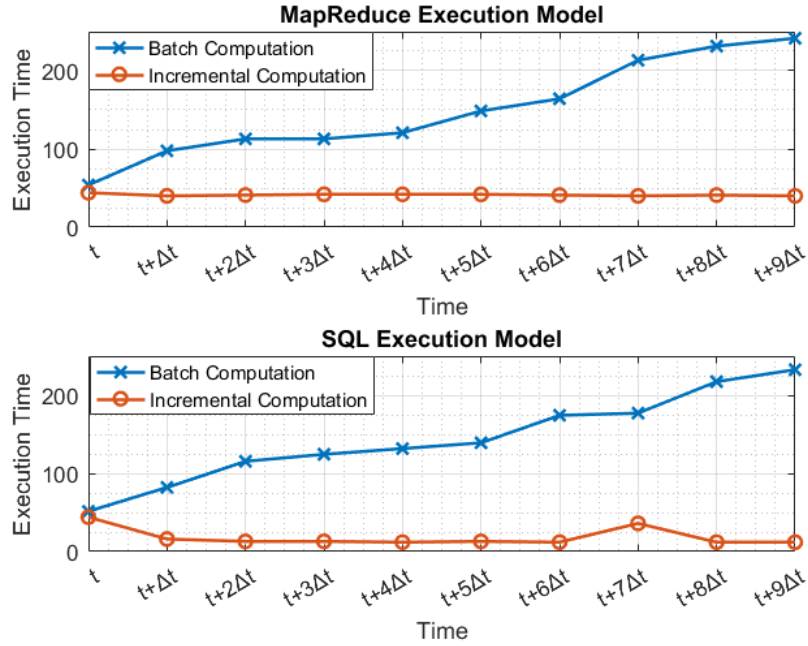 MapReduce Execution Model
Batch Computation
Incremental Computation
Execution Time
200
100
0
t
t+Δt
t+2Δt
t+3Δt
t+4Δt
t+5Δt
t+6Δt
t+7Δt
t+8Δt
t+9Δt
Time
SQL Execution Model
Batch Computation
Incremental Computation
Execution Time
200
100
0
t
t+Δt
t+2Δt
t+3Δt
t+4Δt
t+5Δt
t+6Δt
t+7Δt
t+8Δt
t+9Δt
Time